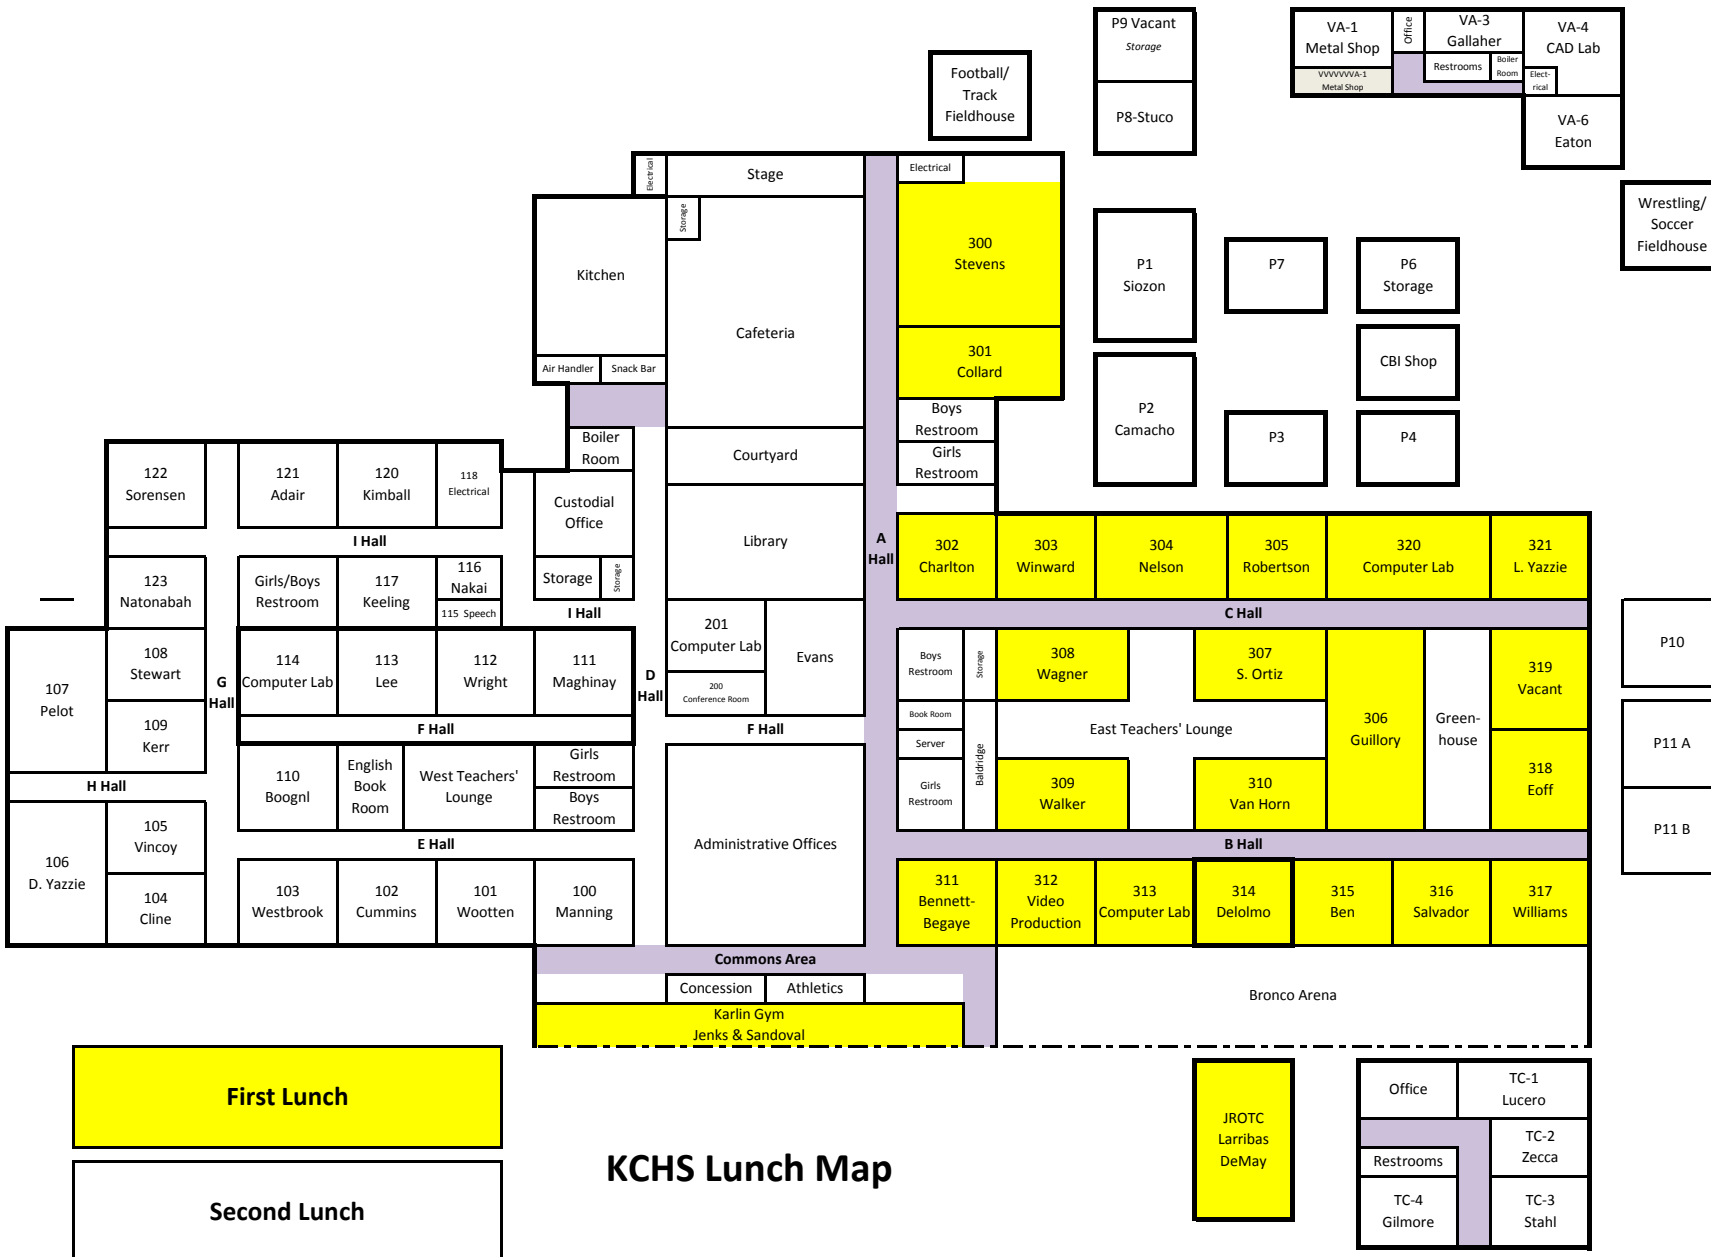 P9 Vacant
Storage
P8-Stuco
VA-1
Metal Shop
VVVVVVVA-1
Metal Shop
Office
VA-3
Gallaher
Restrooms
Boiler
Room
VA-4
CAD Lab
Elect-
rical
VA-6
Eaton
Football/
Track
Fieldhouse
Wrestling/
Soccer
Fieldhouse
Electrical
Stage
Electrical
Storage
Kitchen
Cafeteria
Air Handler
Snack Bar
300
Stevens
301
Collard
Boys
Restroom
Girls
Restroom
P1
Siozon
P7
P6
Storage
CBI Shop
P2
Camacho
P3
P4
Boiler
Room
Courtyard
Custodial
Office
Library
Storage
Storage
122
Sorensen
121
Adair
120
Kimball
118
Electrical
I Hall
123
Natonabah
Girls/Boys
Restroom
117
Keeling
116
Nakai
115 Speech
I Hall
A
Hall
302
Charlton
303
Winward
304
Nelson
305
Robertson
320
Computer Lab
321
L. Yazzie
C Hall
107
Pelot
108
Stewart
109
Kerr
G
Hall
114
Computer Lab
113
Lee
112
Wright
111
Maghinay
D
Hall
201
Computer Lab
200
Conference Room
Evans
F Hall
F Hall
Boys
Restroom
Storage
308
Wagner
307
S. Ortiz
306
Guillory
Green-
house
319
Vacant
P10
Book Room
Server
Girls
Restroom
Baldridge
East Teachers' Lounge
309
Walker
310
Van Horn
318
Eoff
P11 A
P11 B
H Hall
110
Boognl
English
Book
Room
West Teachers'
Lounge
Girls
Restroom
Boys
Restroom
Administrative Offices
E Hall
B Hall
106
D. Yazzie
105
Vincoy
104
Cline
103
Westbrook
102
Cummins
101
Wootten
100
Manning
311
Bennett-
Begaye
312
Video
Production
313
Computer Lab
314
Delolmo
315
Ben
316
Salvador
317
Williams
Commons Area
Concession
Athletics
Karlin Gym
Jenks & Sandoval
Bronco Arena
First Lunch
Second Lunch
KCHS Lunch Map
JROTC
Larribas
DeMay
Office
TC-1
Lucero
TC-2
Zecca
Restrooms
TC-4
Gilmore
TC-3
Stahl